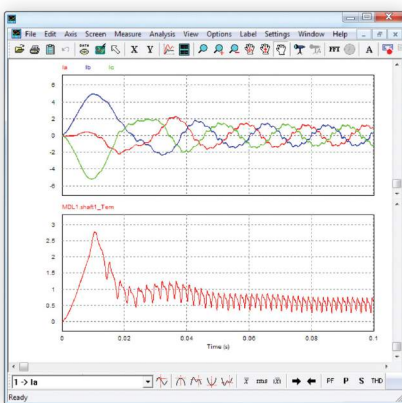 File Edit Axis Screen Measure Analysis View Options Label Settings Window Help
X Y FFT A
Ia Ib Ic
6
4
2
0
-2
-4
-6
MDL1.shaft1_Tem
3
2.5
2
1.5
1
0.5
0
0 0.02 0.04 0.06 0.08 0.1
Time (s)
1 -> Ia x rms |x| PF P S THD
Ready